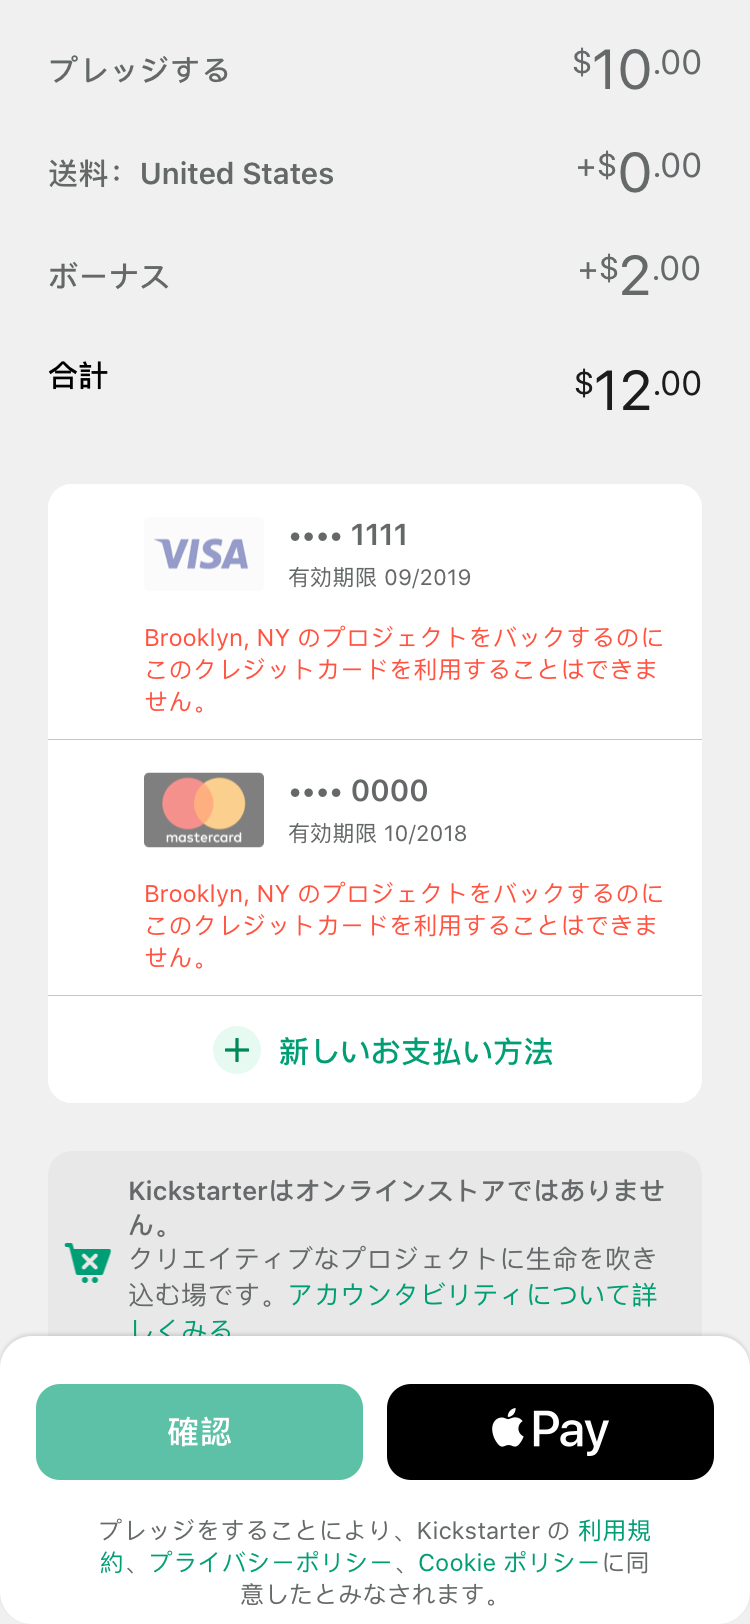 プレッジする $10.00
送料: United States +$0.00
ボーナス +$2.00
合計 $12.00
VISA •••• 1111
有効期限 09/2019
Brooklyn, NY のプロジェクトをバックするのに
このクレジットカードを利用することはできま
せん。
mastercard •••• 0000
有効期限 10/2018
Brooklyn, NY のプロジェクトをバックするのに
このクレジットカードを利用することはできま
せん。
+ 新しいお支払い方法
Kickstarterはオンラインストアではありませ
ん。
クリエイティブなプロジェクトに生命を吹き
込む場です。アカウンタビリティについて詳
しくみる
確認
Pay
プレッジをすることにより、Kickstarter の 利用規
約、プライバシーポリシー、Cookie ポリシーに同
意したとみなされます。